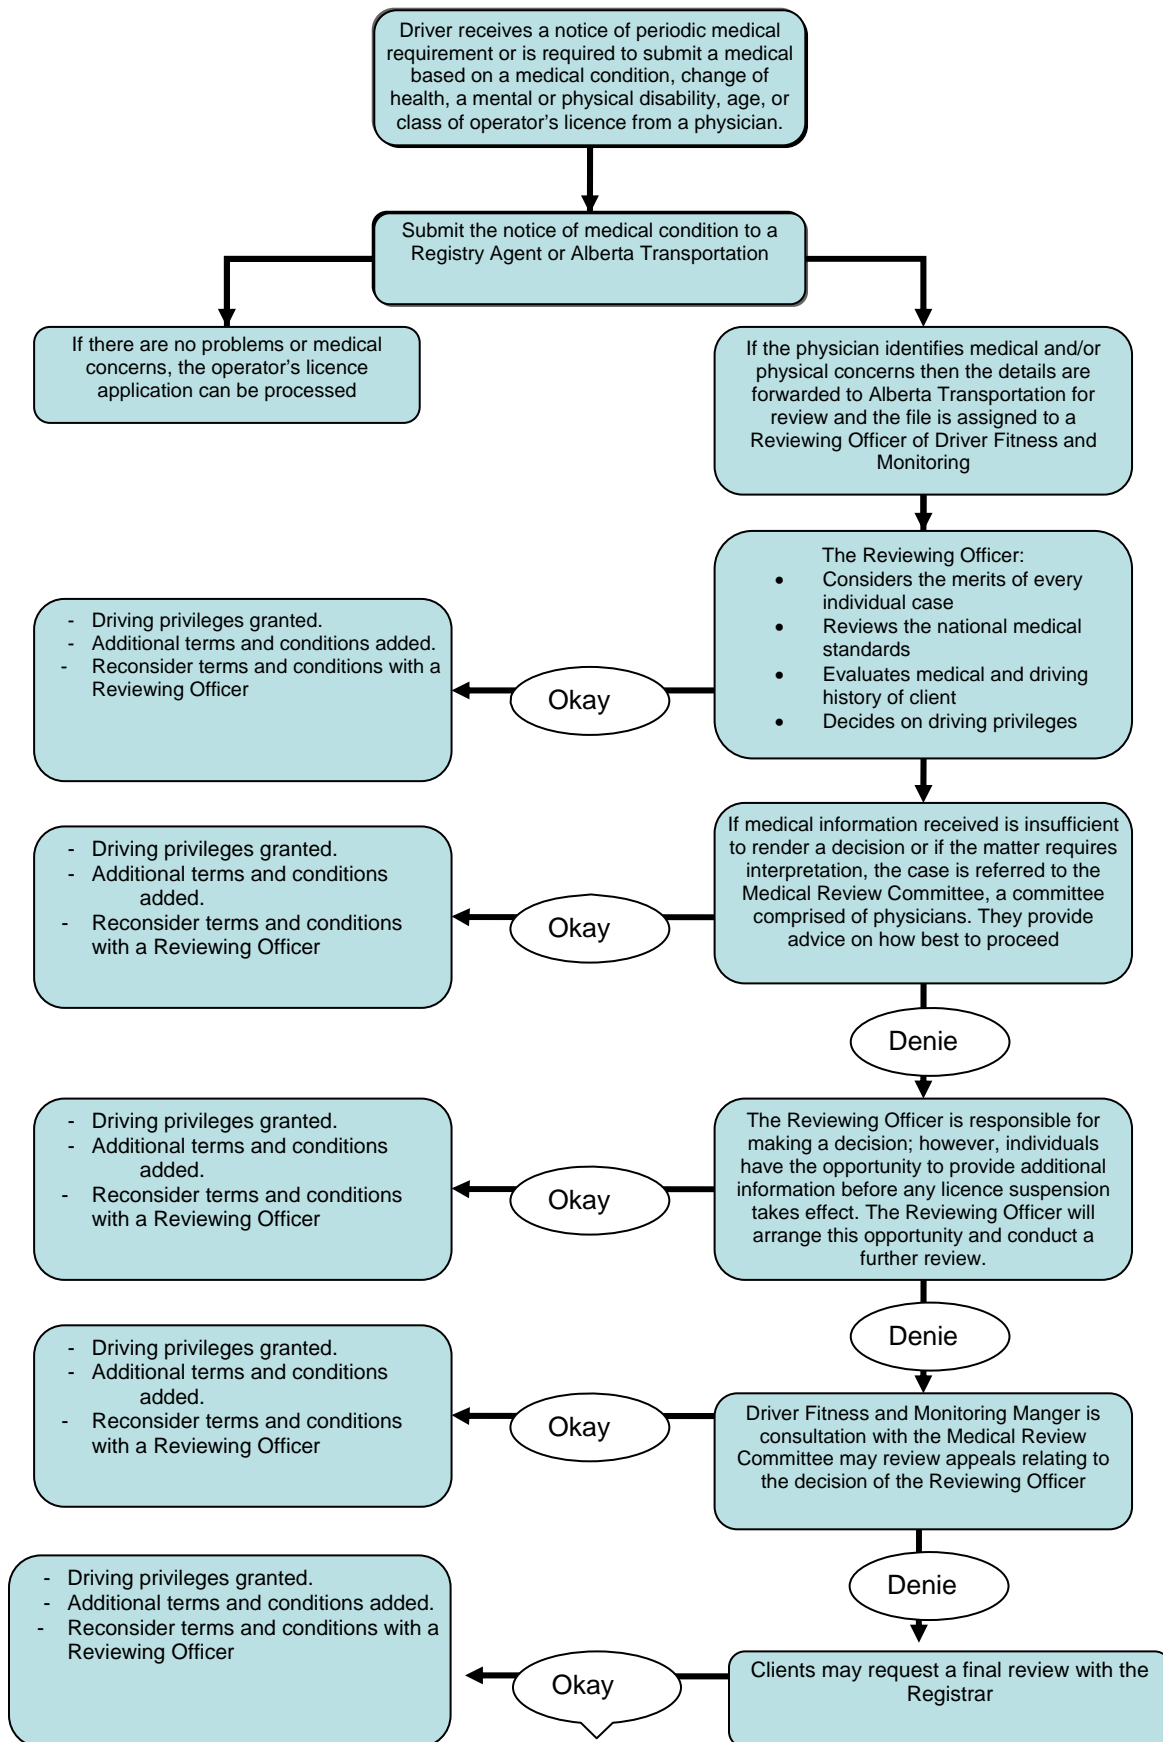 Driver receives a notice of periodic medical
requirement or is required to submit a medical
based on a medical condition, change of
health, a mental or physical disability, age, or
class of operator's licence from a physician.
Submit the notice of medical condition to a
Registry Agent or Alberta Transportation
If there are no problems or medical
concerns, the operator's licence
application can be processed
If the physician identifies medical and/or
physical concerns then the details are
forwarded to Alberta Transportation for
review and the file is assigned to a
Reviewing Officer of Driver Fitness and
Monitoring
The Reviewing Officer:
• Considers the merits of every
individual case
• Reviews the national medical
standards
• Evaluates medical and driving
history of client
• Decides on driving privileges
Okay
- Driving privileges granted.
- Additional terms and conditions added.
- Reconsider terms and conditions with a
Reviewing Officer
If medical information received is insufficient
to render a decision or if the matter requires
interpretation, the case is referred to the
Medical Review Committee, a committee
comprised of physicians. They provide
advice on how best to proceed
Okay
- Driving privileges granted.
- Additional terms and conditions
added.
- Reconsider terms and conditions
with a Reviewing Officer
Denie
The Reviewing Officer is responsible for
making a decision; however, individuals
have the opportunity to provide additional
information before any licence suspension
takes effect. The Reviewing Officer will
arrange this opportunity and conduct a
further review.
Okay
- Driving privileges granted.
- Additional terms and conditions
added.
- Reconsider terms and conditions
with a Reviewing Officer
Denie
Driver Fitness and Monitoring Manger is
consultation with the Medical Review
Committee may review appeals relating to
the decision of the Reviewing Officer
Okay
- Driving privileges granted.
- Additional terms and conditions
added.
- Reconsider terms and conditions
with a Reviewing Officer
Denie
Clients may request a final review with the
Registrar
Okay
- Driving privileges granted.
- Additional terms and conditions added.
- Reconsider terms and conditions with a
Reviewing Officer